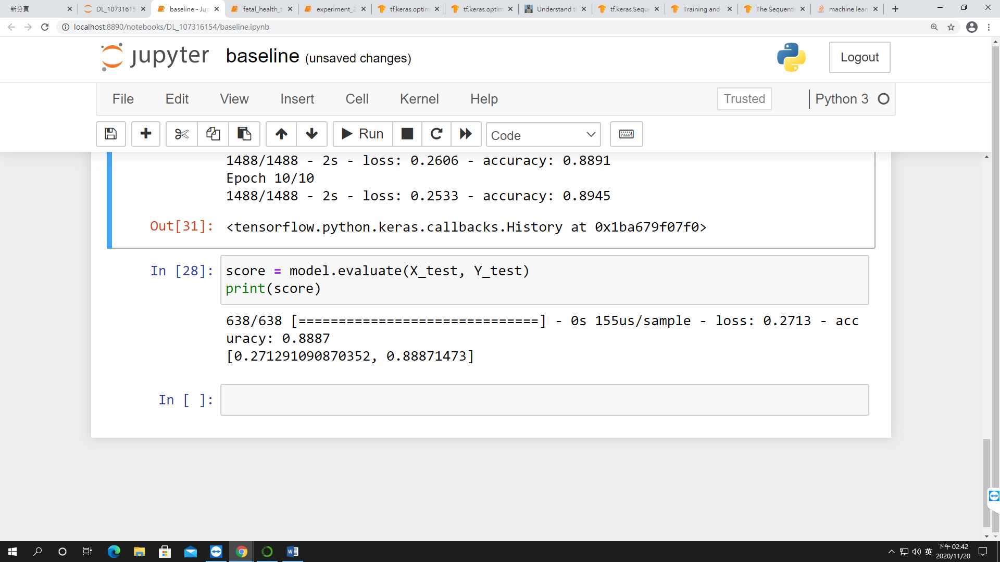 新分頁
DL_10731615
baseline - Jup
fetal_health_t
experiment_2
tf.keras.optim
tf.keras.optim
Understand t
tf.keras.Sequ
Training and
The Sequenti
machine lear
localhost:8890/notebooks/DL_107316154/baseline.ipynb
jupyter baseline (unsaved changes)
Logout
File Edit View Insert Cell Kernel Help
Trusted
Python 3
Run
Code
1488/1488 - 2s - loss: 0.2606 - accuracy: 0.8891
Epoch 10/10
1488/1488 - 2s - loss: 0.2533 - accuracy: 0.8945
Out[31]: <tensorflow.python.keras.callbacks.History at 0x1ba679f07f0>
In [28]: score = model.evaluate(X_test, Y_test)
print(score)
638/638 [==============================] - 0s 155us/sample - loss: 0.2713 - acc
uracy: 0.8887
[0.271291090870352, 0.88871473]
In [ ]:
英
下午 02:42
2020/11/20